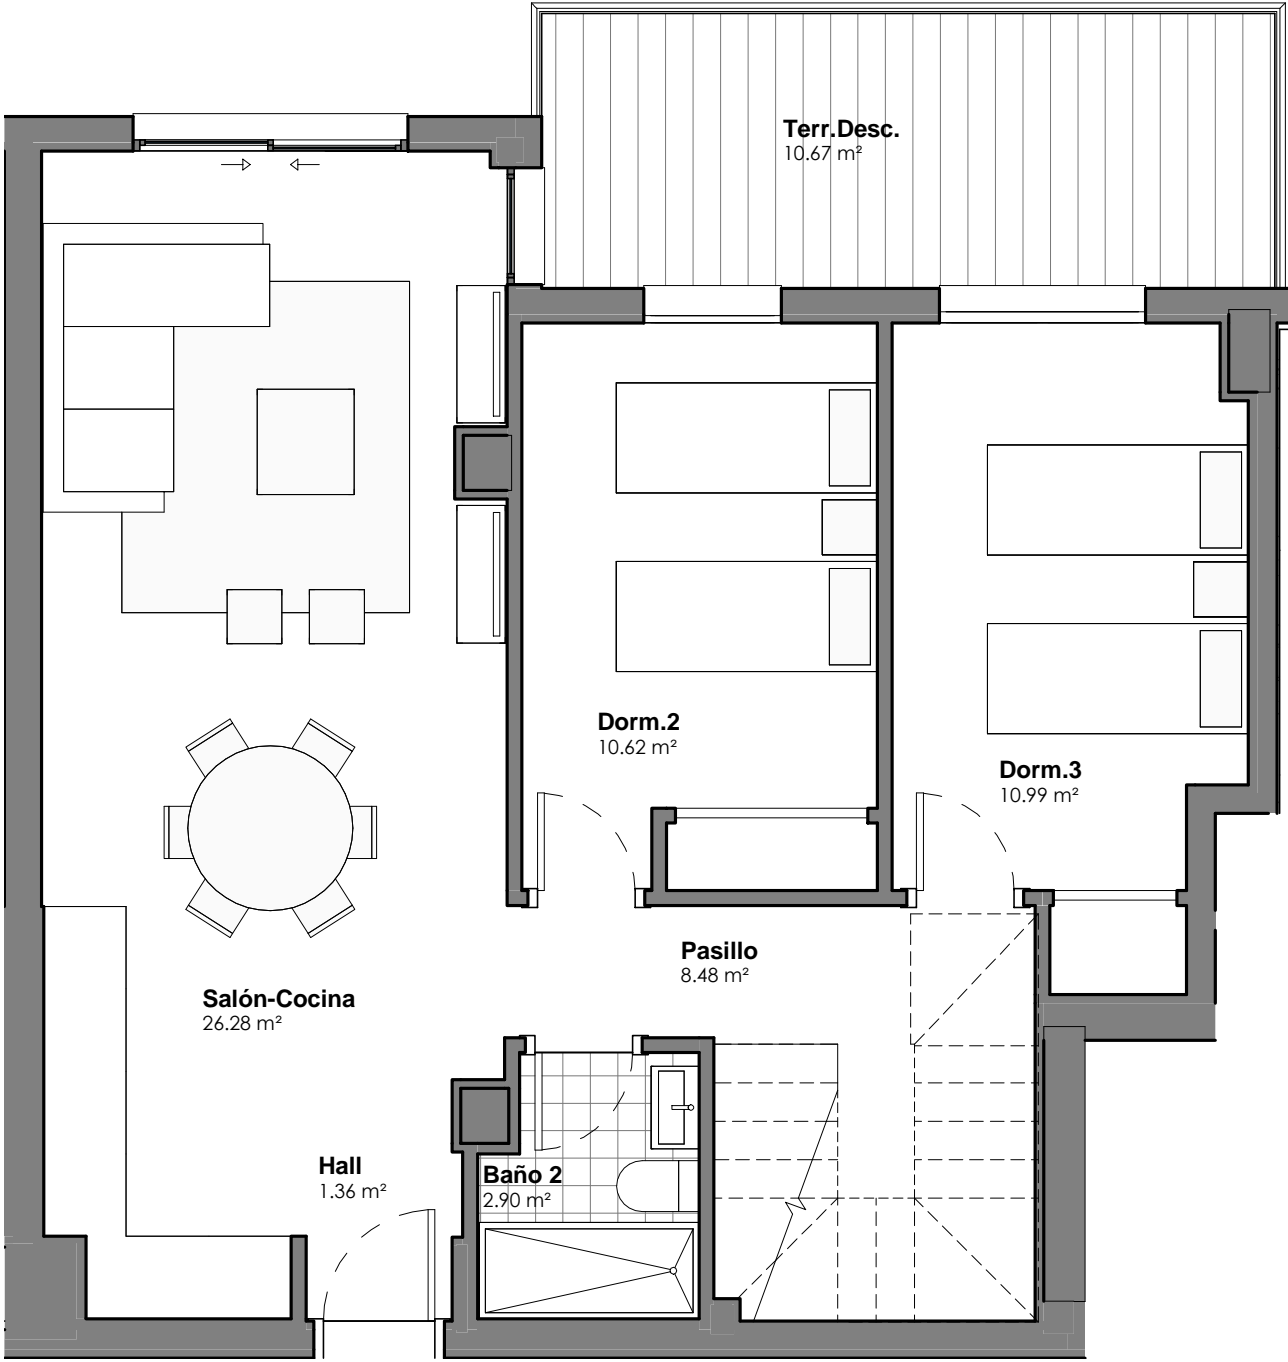 Terr.Desc.
10.67 m²
Dorm.2
10.62 m²
Dorm.3
10.99 m²
Pasillo
8.48 m²
Salón-Cocina
26.28 m²
Hall
1.36 m²
Baño 2
2.90 m²